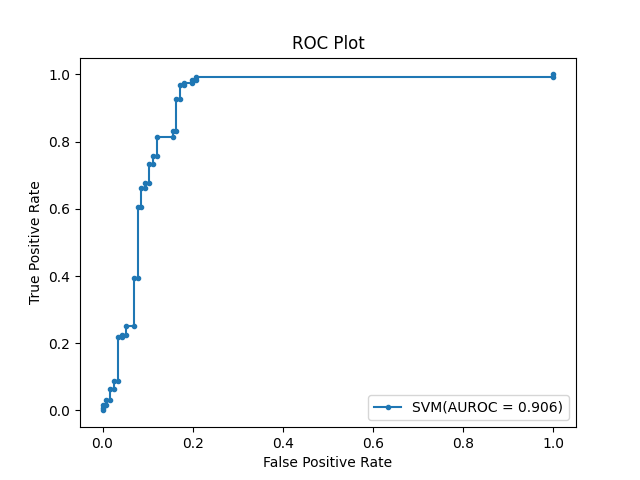 ROC Plot
1.0
0.8
0.6
0.4
0.2
0.0
True Positive Rate
SVM(AUROC = 0.906)
0.0 0.2 0.4 0.6 0.8 1.0
False Positive Rate